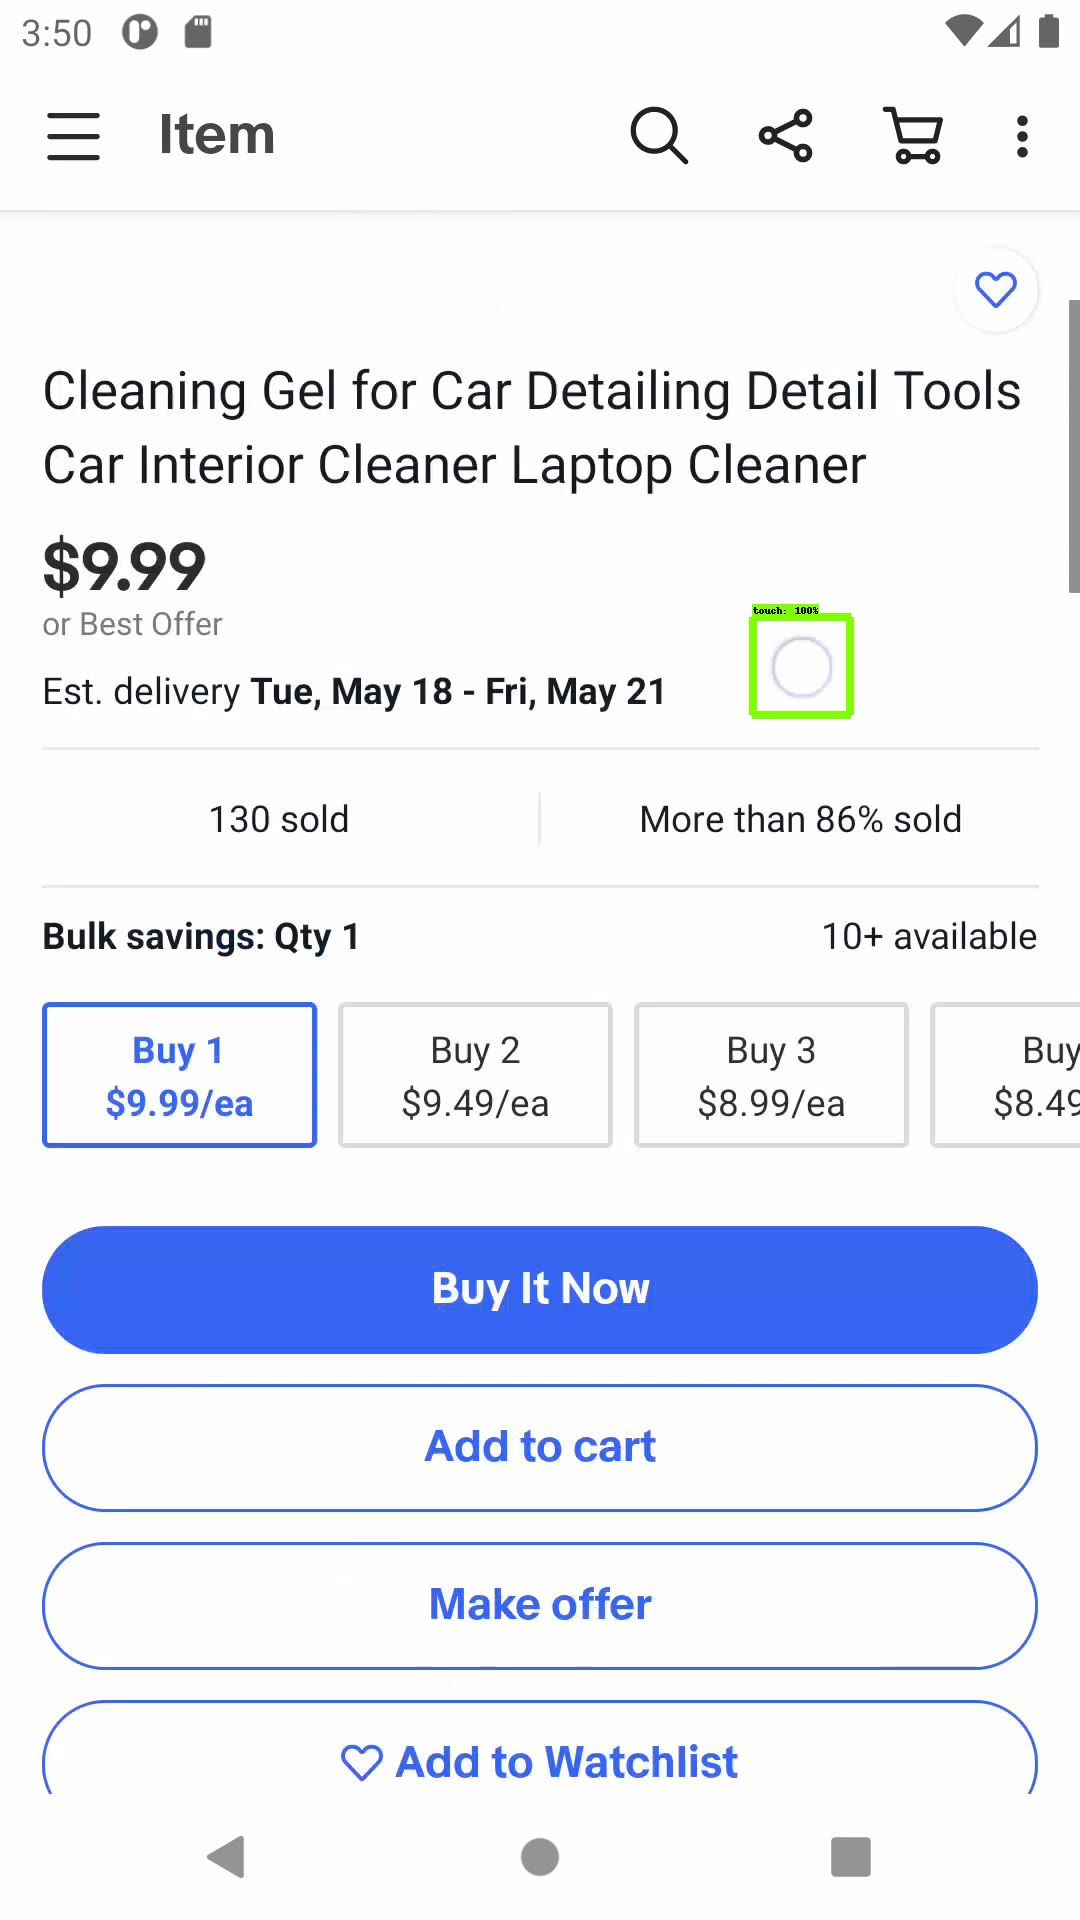 3:50
Item
Cleaning Gel for Car Detailing Detail Tools
Car Interior Cleaner Laptop Cleaner
$9.99
or Best Offer
touch: 100%
Est. delivery Tue, May 18 - Fri, May 21
130 sold
More than 86% sold
Bulk savings: Qty 1
10+ available
Buy 1
$9.99/ea
Buy 2
$9.49/ea
Buy 3
$8.99/ea
Buy
$8.49
Buy It Now
Add to cart
Make offer
Add to Watchlist